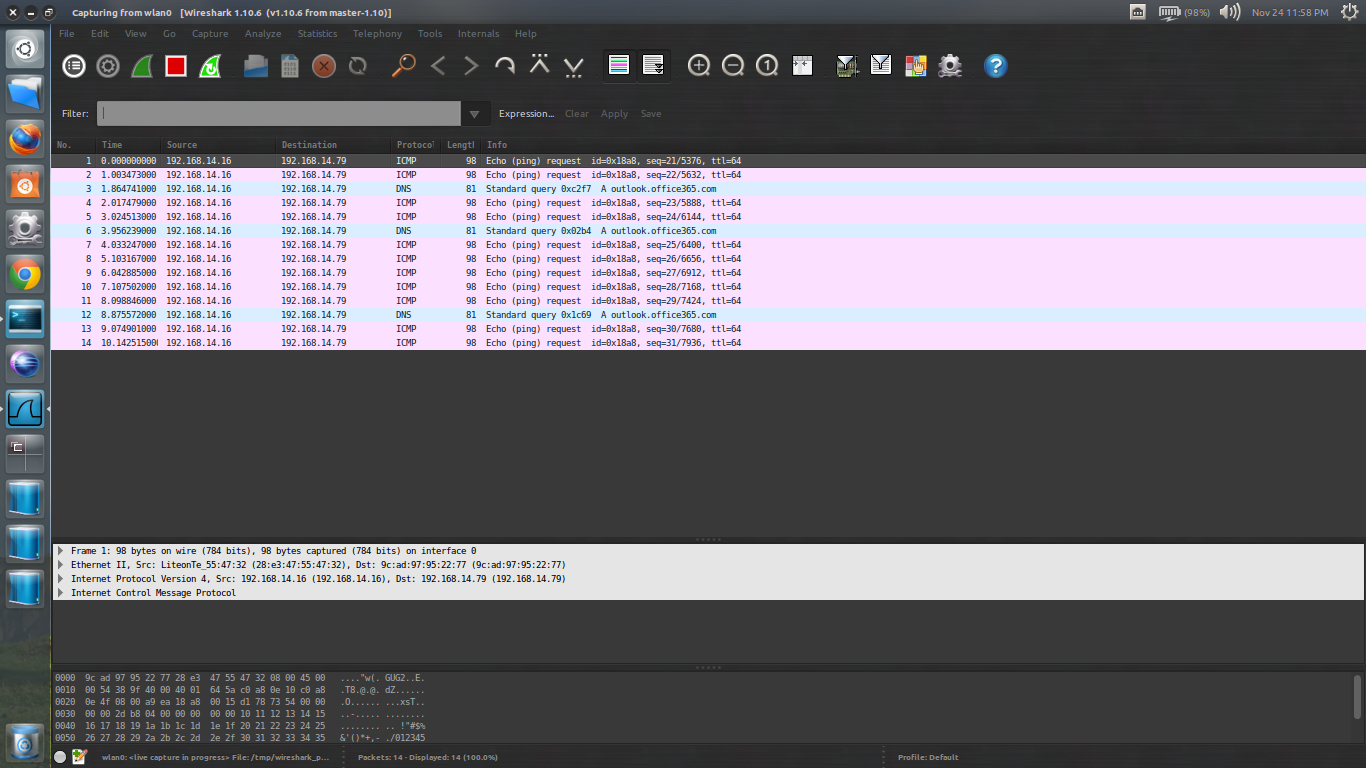 Capturing from wlan0 [Wireshark 1.10.6 (v1.10.6 from master-1.10)] (98%) Nov 24 11:58 PM
File Edit View Go Capture Analyze Statistics Telephony Tools Internals Help
Filter: Expression... Clear Apply Save
No. Time Source Destination Protocol Lengtl Info
1 0.000000000 192.168.14.16 192.168.14.79 ICMP 98 Echo (ping) request id=0x18a8, seq=21/5376, ttl=64
2 1.003473000 192.168.14.16 192.168.14.79 ICMP 98 Echo (ping) request id=0x18a8, seq=22/5632, ttl=64
3 1.864741000 192.168.14.16 192.168.14.79 DNS 81 Standard query 0xc2f7 A outlook.office365.com
4 2.017479000 192.168.14.16 192.168.14.79 ICMP 98 Echo (ping) request id=0x18a8, seq=23/5888, ttl=64
5 3.024513000 192.168.14.16 192.168.14.79 ICMP 98 Echo (ping) request id=0x18a8, seq=24/6144, ttl=64
6 3.956239000 192.168.14.16 192.168.14.79 DNS 81 Standard query 0x02b4 A outlook.office365.com
7 4.033247000 192.168.14.16 192.168.14.79 ICMP 98 Echo (ping) request id=0x18a8, seq=25/6400, ttl=64
8 5.103167000 192.168.14.16 192.168.14.79 ICMP 98 Echo (ping) request id=0x18a8, seq=26/6656, ttl=64
9 6.042885000 192.168.14.16 192.168.14.79 ICMP 98 Echo (ping) request id=0x18a8, seq=27/6912, ttl=64
10 7.107502000 192.168.14.16 192.168.14.79 ICMP 98 Echo (ping) request id=0x18a8, seq=28/7168, ttl=64
11 8.098846000 192.168.14.16 192.168.14.79 ICMP 98 Echo (ping) request id=0x18a8, seq=29/7424, ttl=64
12 8.875572000 192.168.14.16 192.168.14.79 DNS 81 Standard query 0x1c69 A outlook.office365.com
13 9.074901000 192.168.14.16 192.168.14.79 ICMP 98 Echo (ping) request id=0x18a8, seq=30/7680, ttl=64
14 10.142515000 192.168.14.16 192.168.14.79 ICMP 98 Echo (ping) request id=0x18a8, seq=31/7936, ttl=64
Frame 1: 98 bytes on wire (784 bits), 98 bytes captured (784 bits) on interface 0
Ethernet II, Src: LiteonTe_55:47:32 (28:e3:47:55:47:32), Dst: 9c:ad:97:95:22:77 (9c:ad:97:95:22:77)
Internet Protocol Version 4, Src: 192.168.14.16 (192.168.14.16), Dst: 192.168.14.79 (192.168.14.79)
Internet Control Message Protocol
0000 9c ad 97 95 22 77 28 e3 47 55 47 32 08 00 45 00 ...."w(. GUG2..E.
0010 00 54 38 9f 40 00 40 01 64 5a c0 a8 0e 10 c0 a8 .T8.@.@. dZ......
0020 0e 4f 08 00 a9 ea 18 a8 00 15 d1 78 73 54 00 00 .O...... ...xsT..
0030 00 00 2d b8 04 00 00 00 00 00 10 11 12 13 14 15 ..-..... ........
0040 16 17 18 19 1a 1b 1c 1d 1e 1f 20 21 22 23 24 25 ........ .. !"#$%
0050 26 27 28 29 2a 2b 2c 2d 2e 2f 30 31 32 33 34 35 &'()*+,- ./012345
wlan0: <live capture in progress> File: /tmp/wireshark_p... Packets: 14 · Displayed: 14 (100.0%) Profile: Default